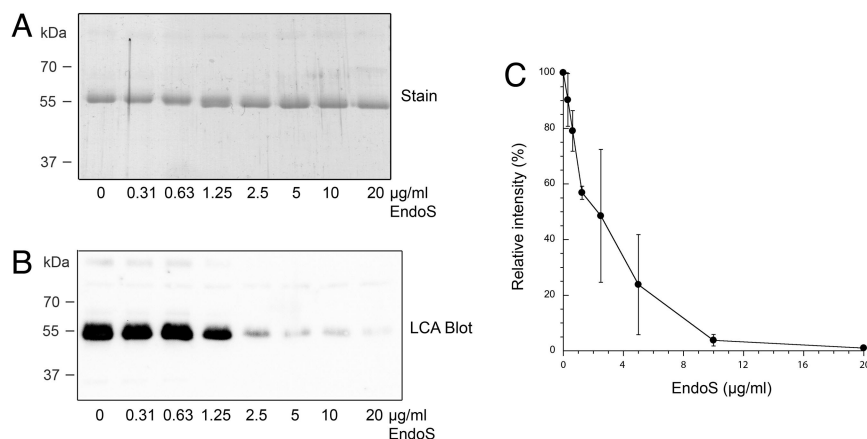 A
kDa
70
55
37
Stain
0 0.31 0.63 1.25 2.5 5 10 20 µg/ml
EndoS
B
kDa
70
55
37
LCA Blot
0 0.31 0.63 1.25 2.5 5 10 20 µg/ml
EndoS
C
Relative intensity (%)
100
80
60
40
20
0
0 4 8 12 16 20
EndoS (µg/ml)